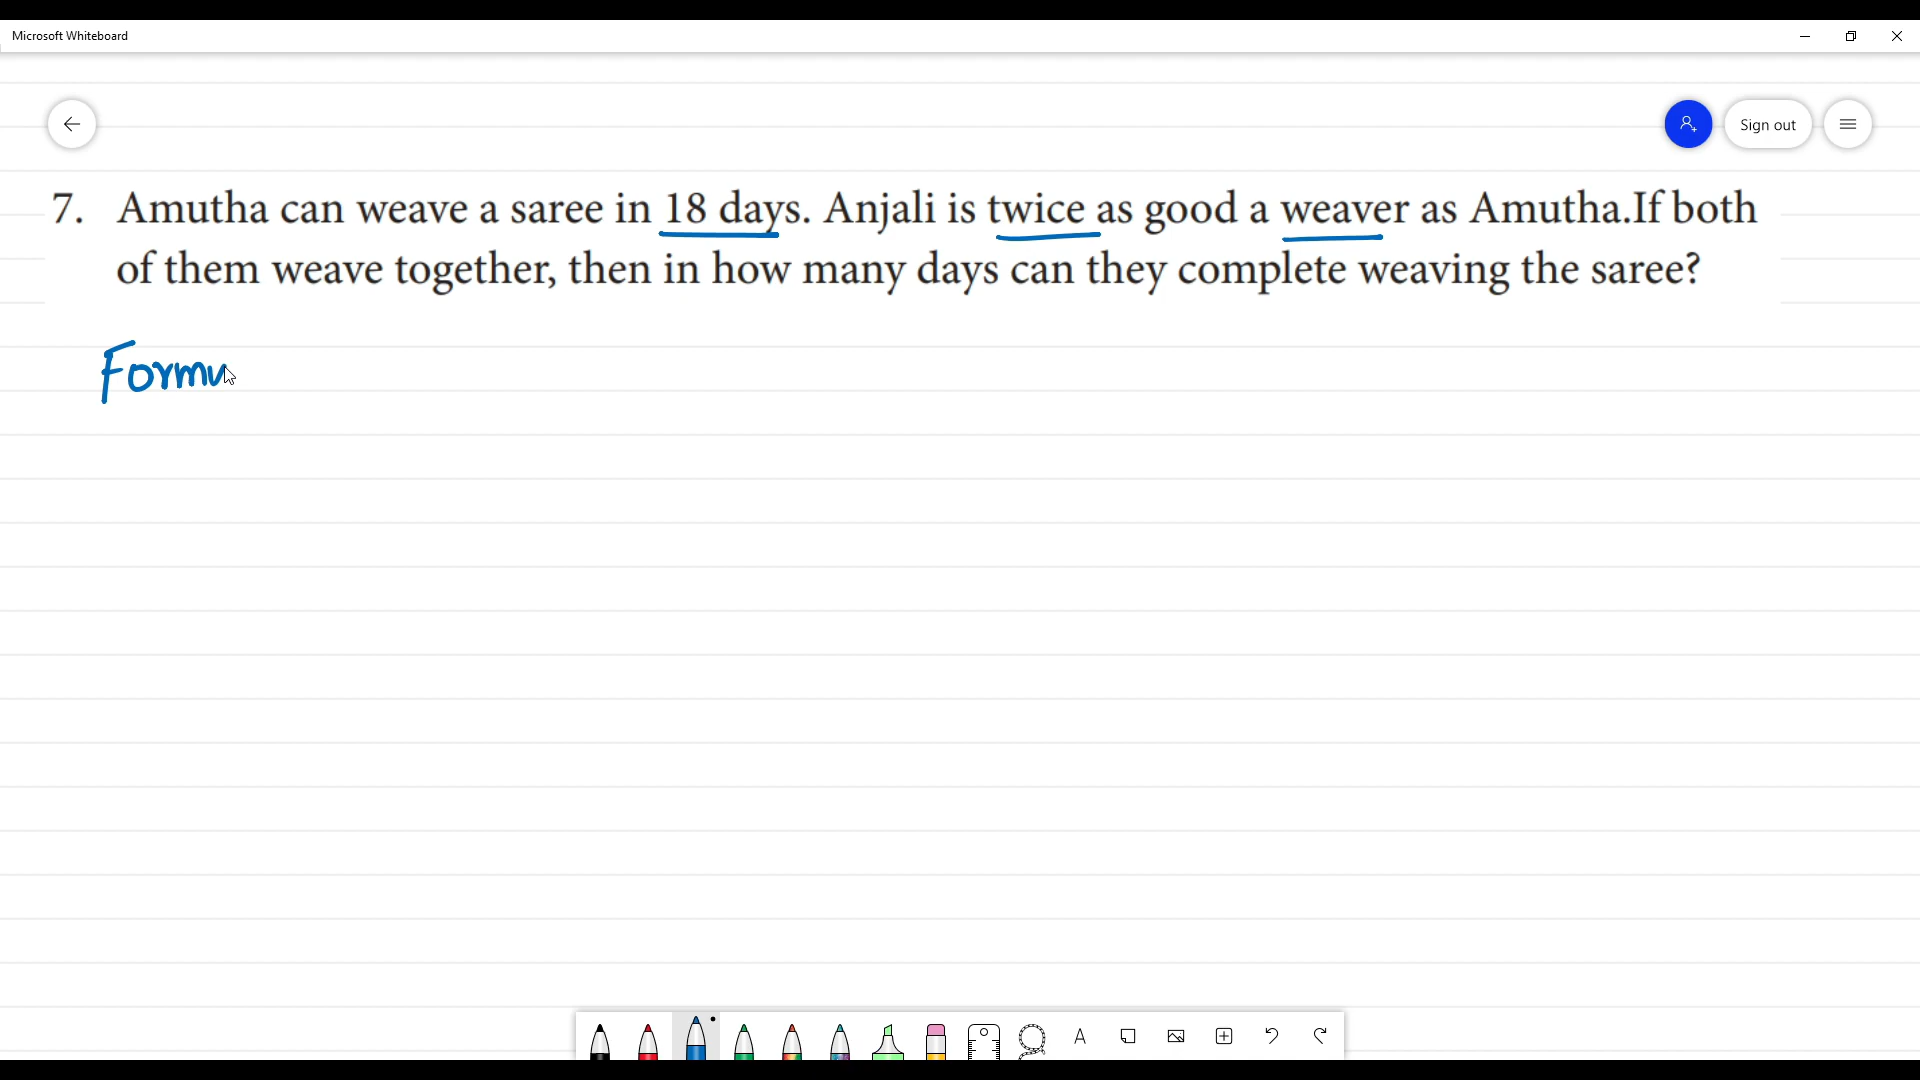 Microsoft Whiteboard
Sign out
7. Amutha can weave a saree in 18 days. Anjali is twice as good a weaver as Amutha.If both
of them weave together, then in how many days can they complete weaving the saree?
Formu